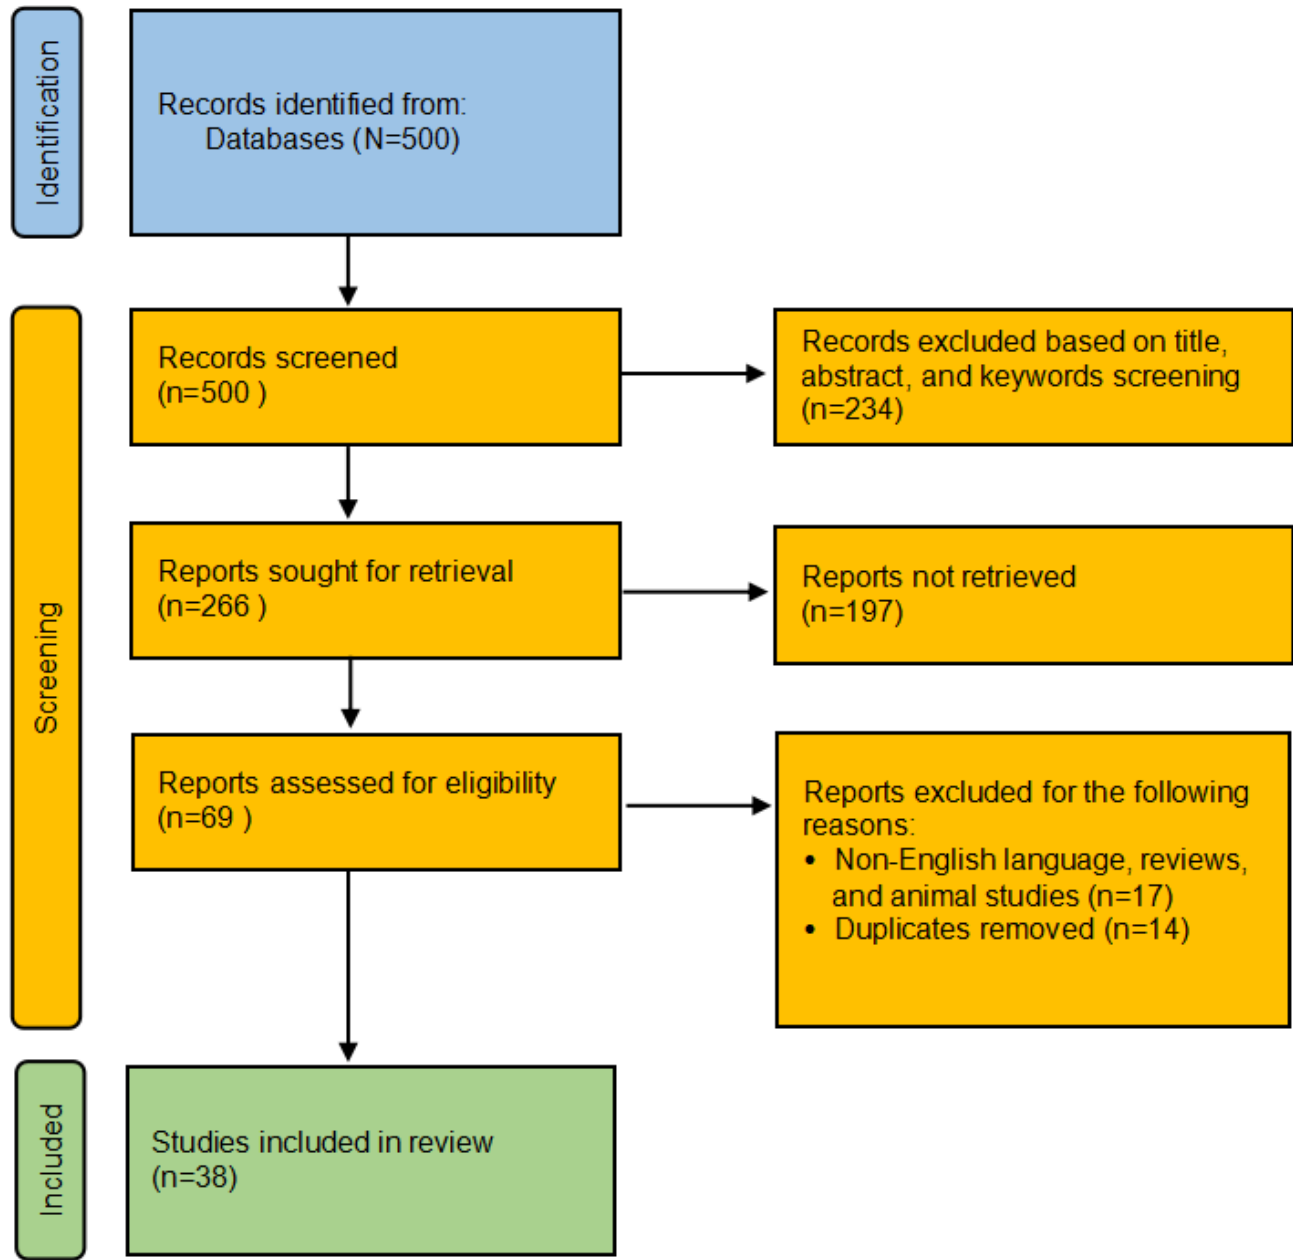 Identification
Records identified from:
Databases (N=500)
Screening
Records screened
(n=500 )
Records excluded based on title,
abstract, and keywords screening
(n=234)
Reports sought for retrieval
(n=266 )
Reports not retrieved
(n=197)
Reports assessed for eligibility
(n=69 )
Reports excluded for the following
reasons:
• Non-English language, reviews,
and animal studies (n=17)
• Duplicates removed (n=14)
Included
Studies included in review
(n=38)